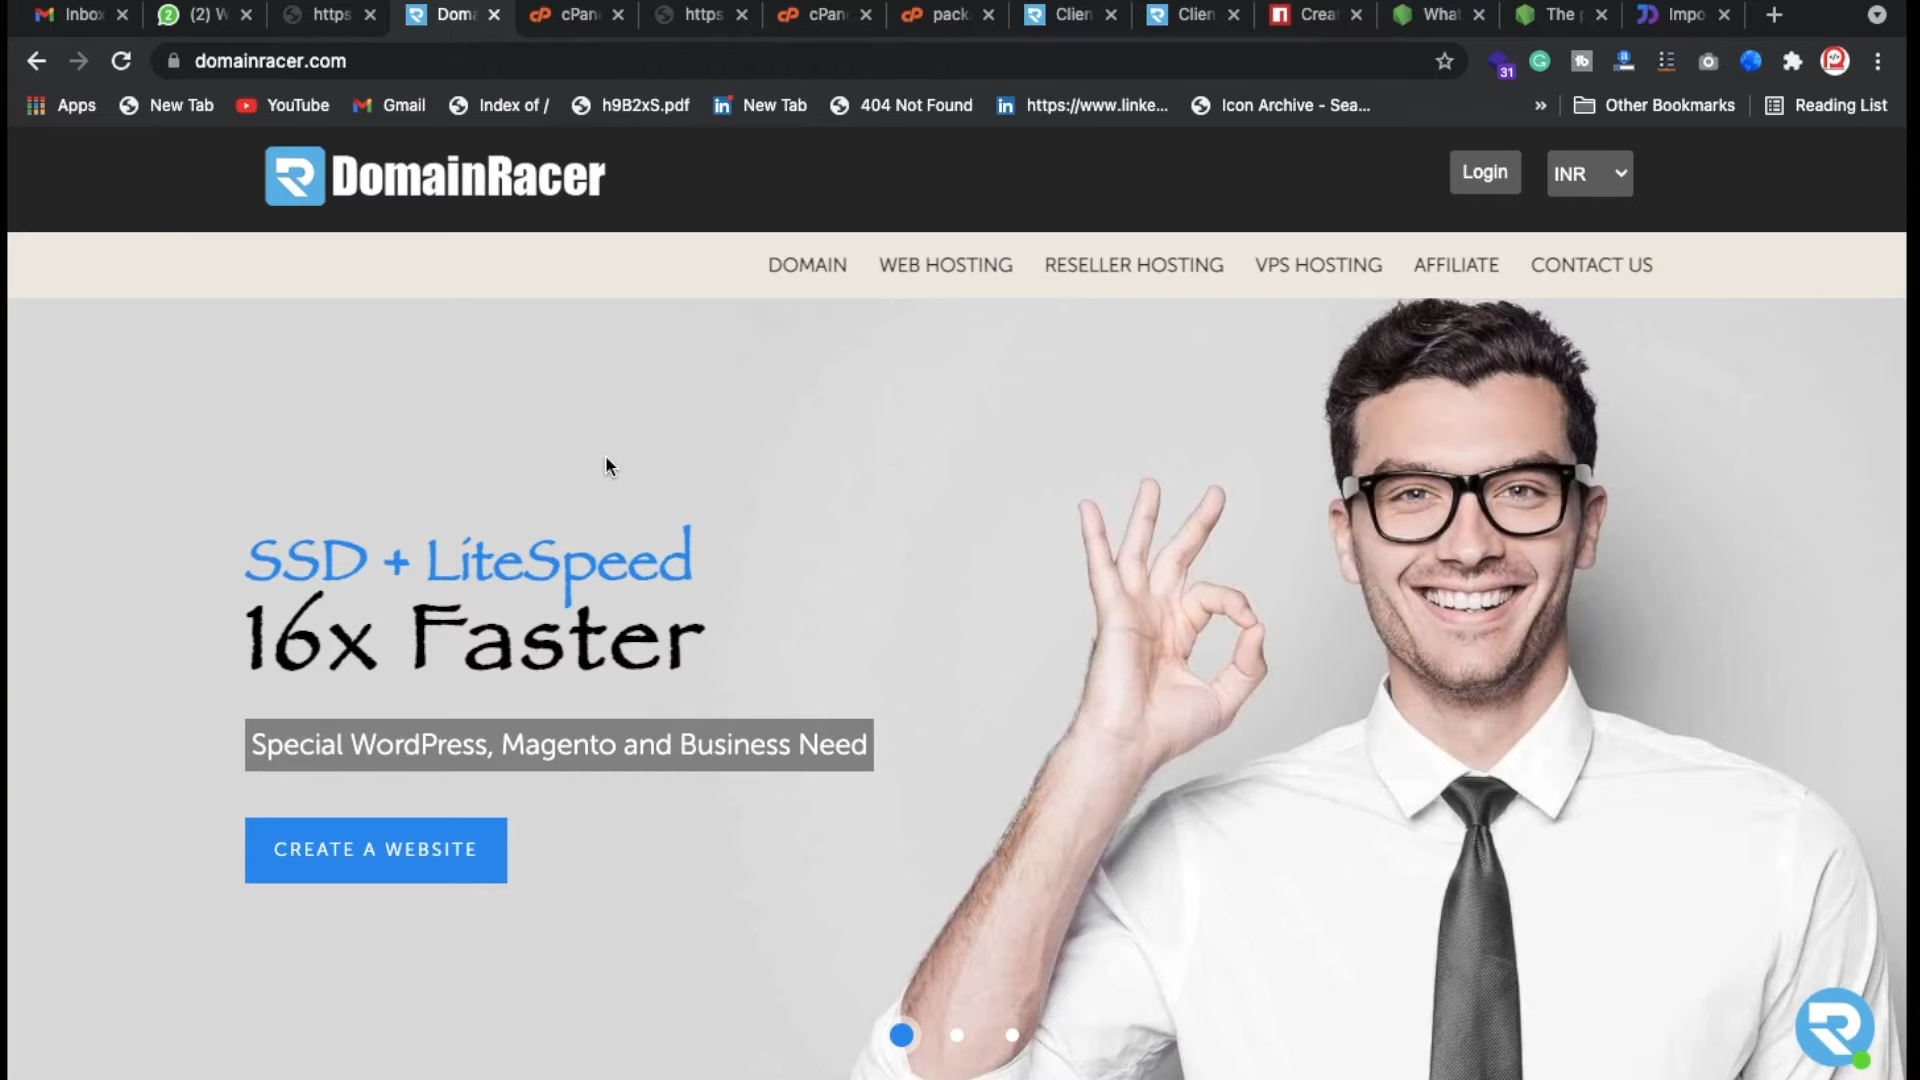 Inbox
(2) W
https
Doma
cPan
https
cPan
pack
Clien
Clien
Crea
What
The
Impo
domainracer.com
31
Apps
New Tab
YouTube
Gmail
Index of /
h9B2xS.pdf
New Tab
404 Not Found
https://www.linke...
Icon Archive - Sea...
»
Other Bookmarks
Reading List
DomainRacer
Login
INR
DOMAIN
WEB HOSTING
RESELLER HOSTING
VPS HOSTING
AFFILIATE
CONTACT US
SSD + LiteSpeed
16x Faster
Special WordPress, Magento and Business Need
CREATE A WEBSITE